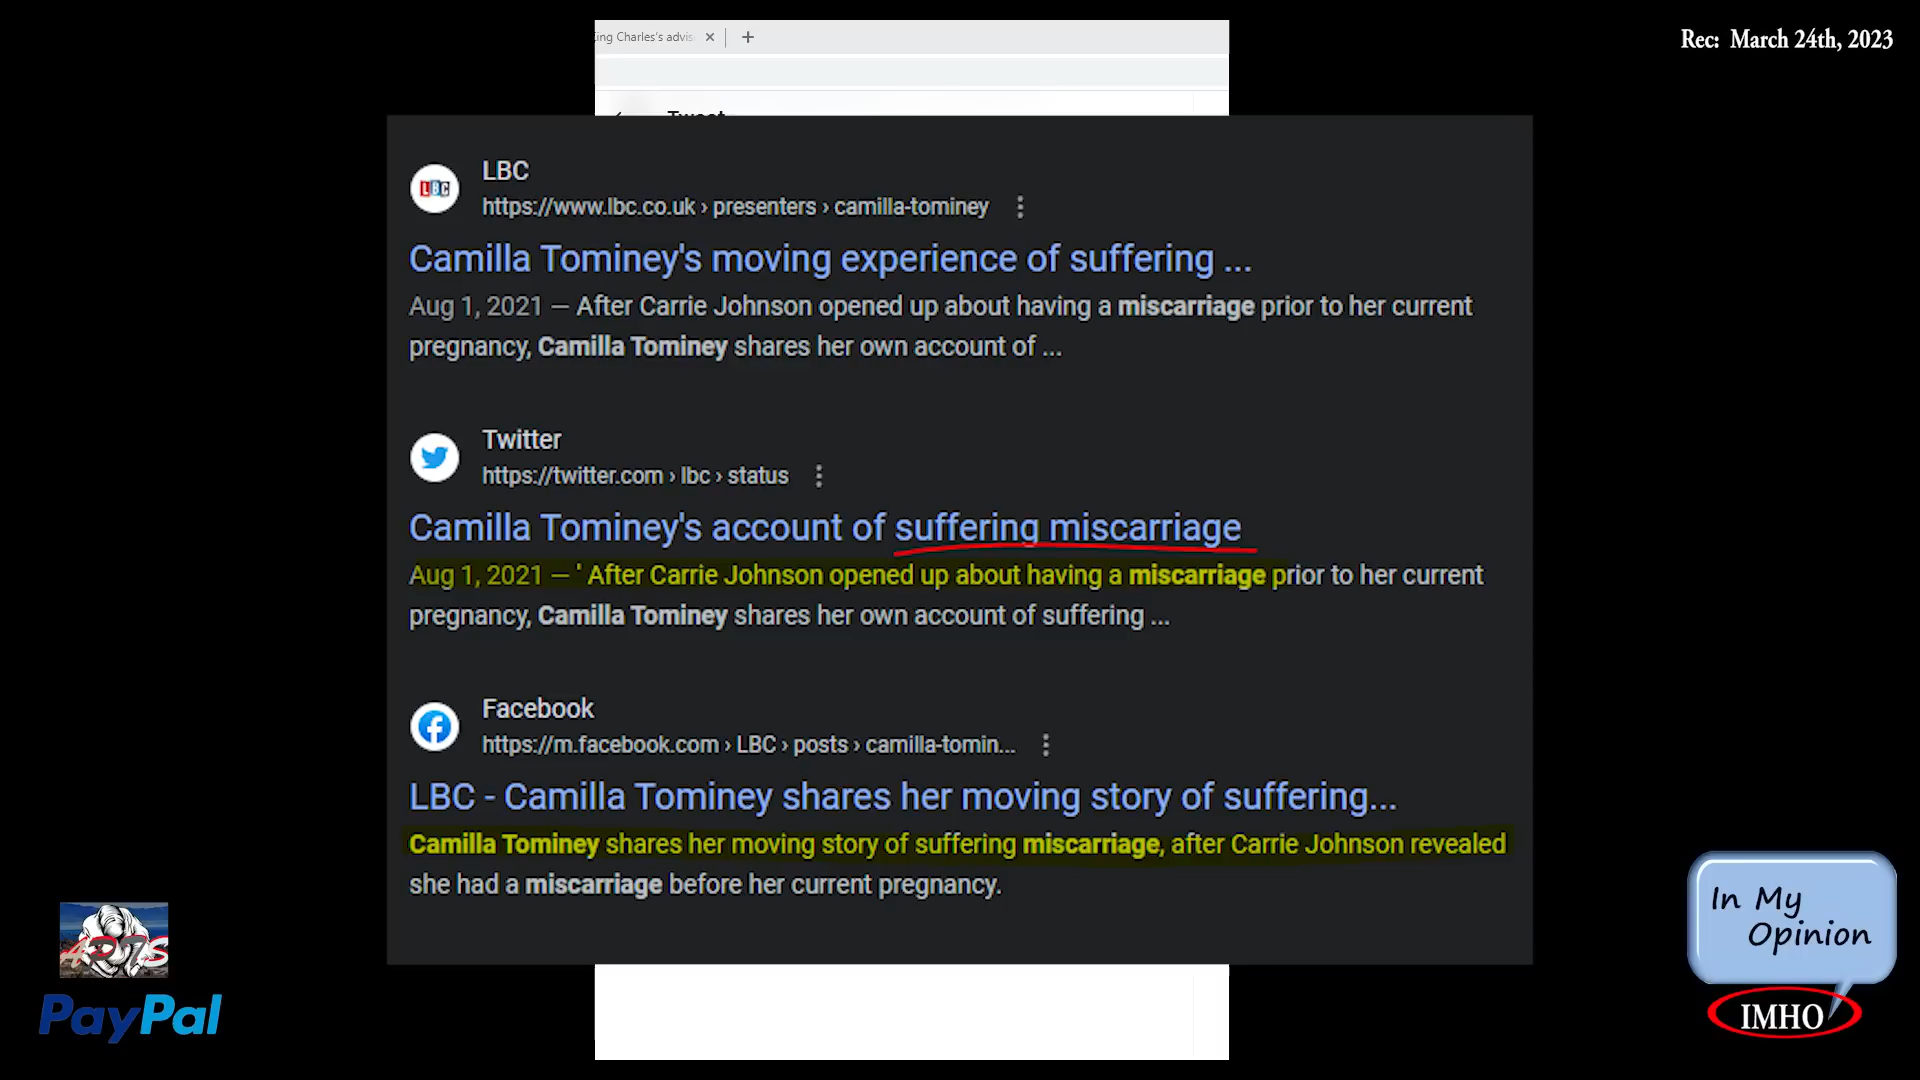 King Charles's advis
Rec: March 24th, 2023
Tweet
LBC
LBC
https://www.lbc.co.uk › presenters › camilla-tominey
Camilla Tominey's moving experience of suffering ...
Aug 1, 2021 — After Carrie Johnson opened up about having a miscarriage prior to her current
pregnancy, Camilla Tominey shares her own account of ...
Twitter
https://twitter.com › lbc › status
Camilla Tominey's account of suffering miscarriage
Aug 1, 2021 — ' After Carrie Johnson opened up about having a miscarriage prior to her current
pregnancy, Camilla Tominey shares her own account of suffering ...
Facebook
https://m.facebook.com › LBC › posts › camilla-tomin...
LBC - Camilla Tominey shares her moving story of suffering...
Camilla Tominey shares her moving story of suffering miscarriage, after Carrie Johnson revealed
she had a miscarriage before her current pregnancy.
In My
Opinion
IMHO
PayPal